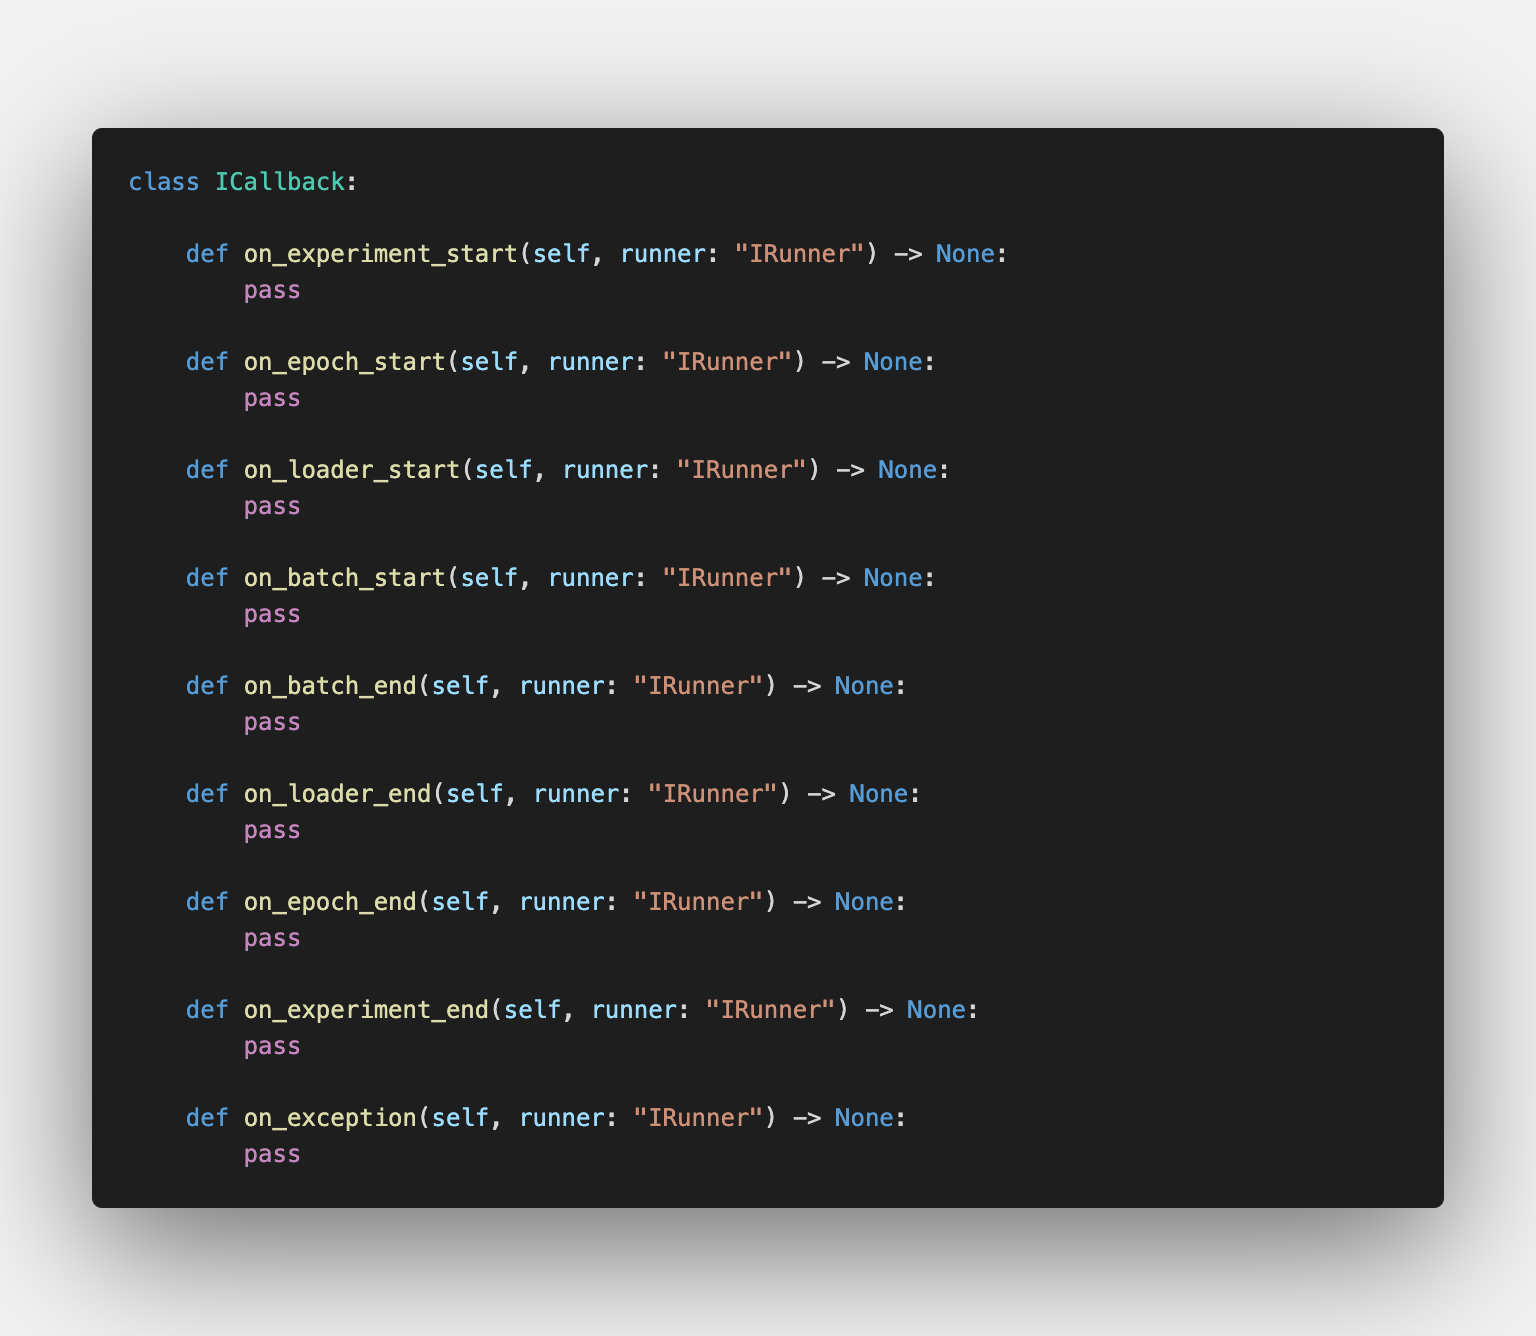 class ICallback:
    def on_experiment_start(self, runner: "IRunner") -> None:
        pass
    def on_epoch_start(self, runner: "IRunner") -> None:
        pass
    def on_loader_start(self, runner: "IRunner") -> None:
        pass
    def on_batch_start(self, runner: "IRunner") -> None:
        pass
    def on_batch_end(self, runner: "IRunner") -> None:
        pass
    def on_loader_end(self, runner: "IRunner") -> None:
        pass
    def on_epoch_end(self, runner: "IRunner") -> None:
        pass
    def on_experiment_end(self, runner: "IRunner") -> None:
        pass
    def on_exception(self, runner: "IRunner") -> None:
        pass